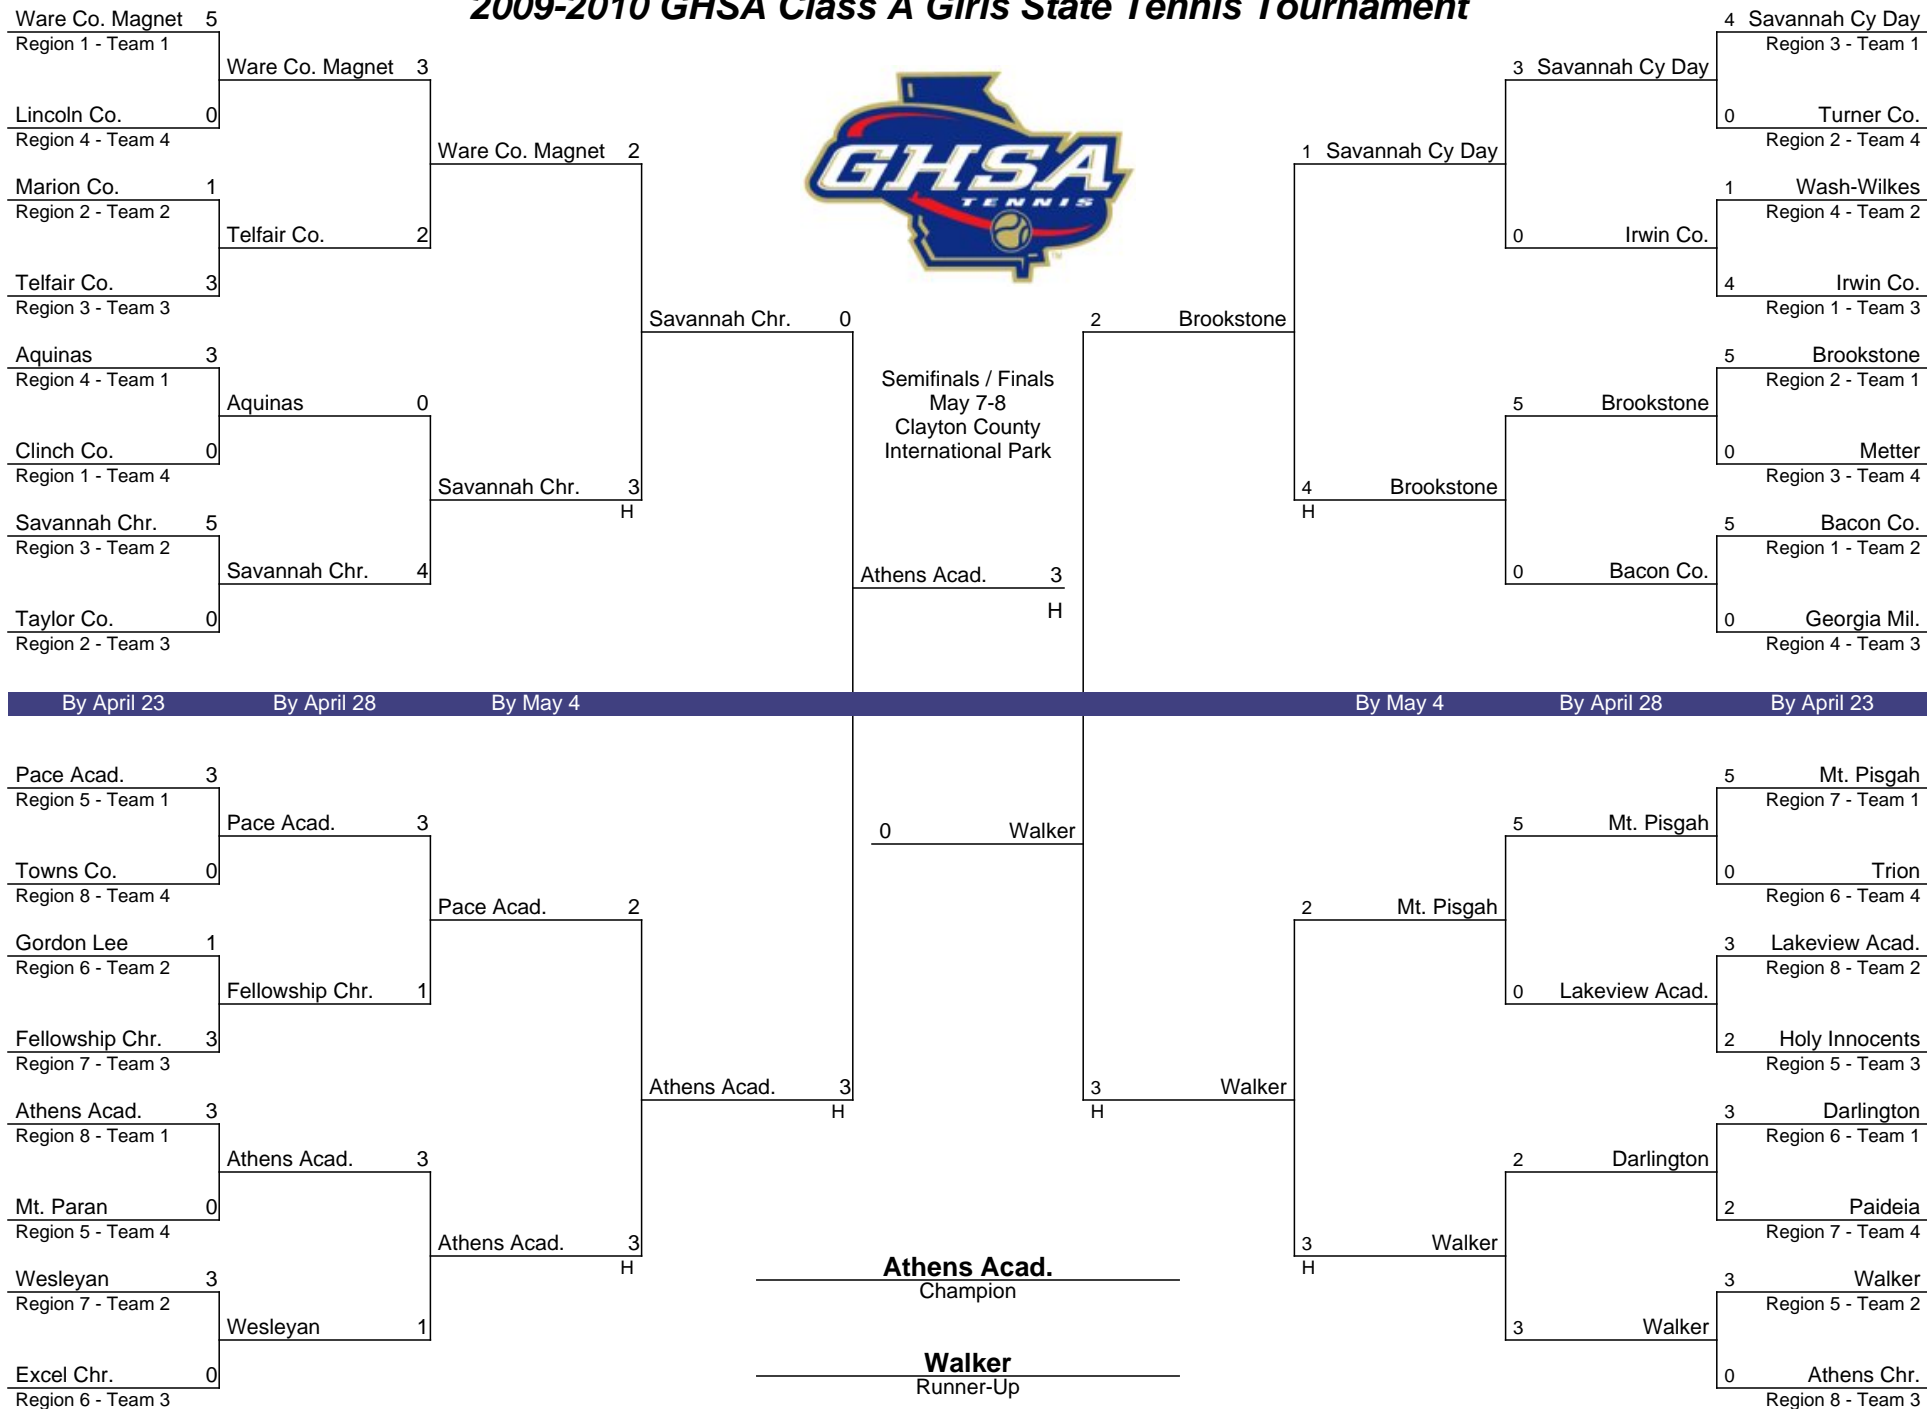 2009-2010 GHSA Class A Girls State Tennis Tournament
Ware Co. Magnet 5
Region 1 - Team 1
Lincoln Co. 0
Region 4 - Team 4
Marion Co. 1
Region 2 - Team 2
Telfair Co. 3
Region 3 - Team 3
Aquinas 3
Region 4 - Team 1
Clinch Co. 0
Region 1 - Team 4
Savannah Chr. 5
Region 3 - Team 2
Taylor Co. 0
Region 2 - Team 3
Ware Co. Magnet 3
Telfair Co. 2
Aquinas 0
Savannah Chr. 4
Ware Co. Magnet 2
Savannah Chr. 3
H
Savannah Chr. 0
GHSA
TENNIS
TM
Semifinals / Finals
May 7-8
Clayton County
International Park
Athens Acad. 3
H
2 Brookstone
1 Savannah Cy Day
4 Brookstone
H
3 Savannah Cy Day
0 Irwin Co.
5 Brookstone
0 Bacon Co.
4 Savannah Cy Day
Region 3 - Team 1
0 Turner Co.
Region 2 - Team 4
1 Wash-Wilkes
Region 4 - Team 2
4 Irwin Co.
Region 1 - Team 3
5 Brookstone
Region 2 - Team 1
0 Metter
Region 3 - Team 4
5 Bacon Co.
Region 1 - Team 2
0 Georgia Mil.
Region 4 - Team 3
By April 23 By April 28 By May 4 By May 4 By April 28 By April 23
Pace Acad. 3
Region 5 - Team 1
Towns Co. 0
Region 8 - Team 4
Gordon Lee 1
Region 6 - Team 2
Fellowship Chr. 3
Region 7 - Team 3
Athens Acad. 3
Region 8 - Team 1
Mt. Paran 0
Region 5 - Team 4
Wesleyan 3
Region 7 - Team 2
Excel Chr. 0
Region 6 - Team 3
Pace Acad. 3
Fellowship Chr. 1
Athens Acad. 3
Wesleyan 1
Pace Acad. 2
Athens Acad. 3
H
Athens Acad. 3
H
0 Walker
Athens Acad.
Champion
Walker
Runner-Up
3 Walker
H
2 Mt. Pisgah
3 Walker
H
5 Mt. Pisgah
0 Lakeview Acad.
2 Darlington
3 Walker
5 Mt. Pisgah
Region 7 - Team 1
0 Trion
Region 6 - Team 4
3 Lakeview Acad.
Region 8 - Team 2
2 Holy Innocents
Region 5 - Team 3
3 Darlington
Region 6 - Team 1
2 Paideia
Region 7 - Team 4
3 Walker
Region 5 - Team 2
0 Athens Chr.
Region 8 - Team 3